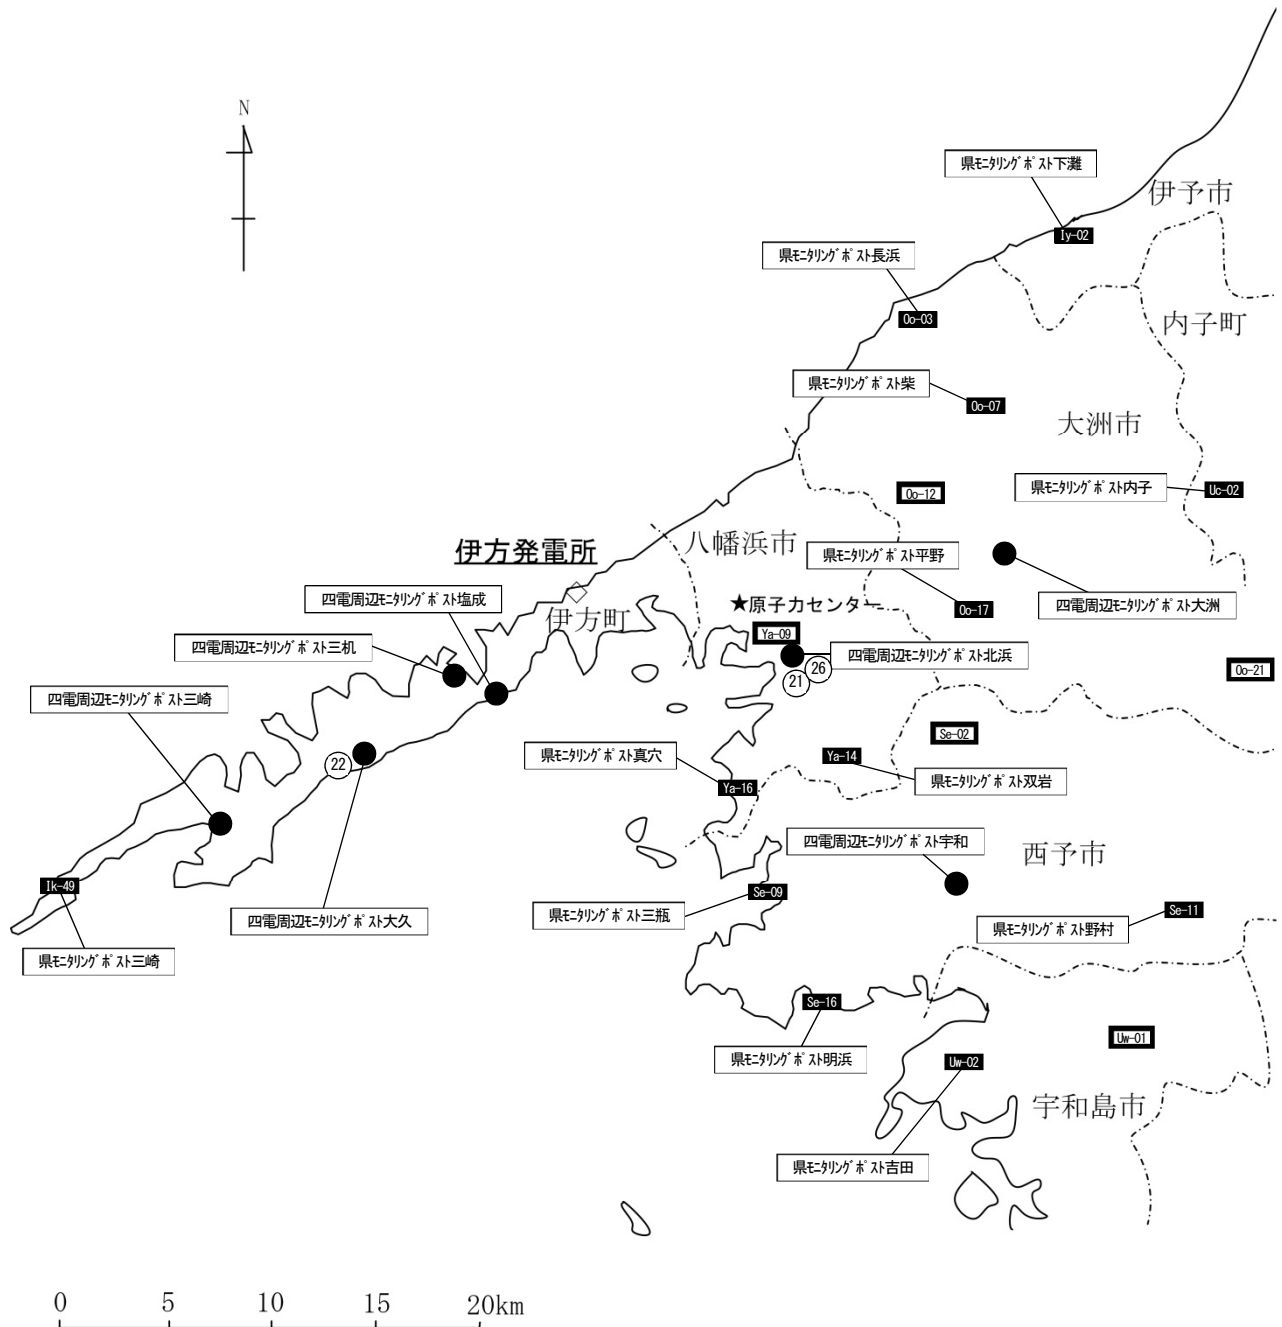 N
県ﾓﾆﾀﾘﾝｸﾞﾎﾟｽﾄ下灘
伊予市
Iy-02
県ﾓﾆﾀﾘﾝｸﾞﾎﾟｽﾄ長浜
Oo-03
内子町
県ﾓﾆﾀﾘﾝｸﾞﾎﾟｽﾄ柴
Oo-07
大洲市
県ﾓﾆﾀﾘﾝｸﾞﾎﾟｽﾄ内子
Uc-02
Oo-12
八幡浜市
伊方発電所
県ﾓﾆﾀﾘﾝｸﾞﾎﾟｽﾄ平野
四電周辺ﾓﾆﾀﾘﾝｸﾞﾎﾟｽﾄ塩成
★原子力センター
Oo-17
四電周辺ﾓﾆﾀﾘﾝｸﾞﾎﾟｽﾄ大洲
伊方町
Ya-09
四電周辺ﾓﾆﾀﾘﾝｸﾞﾎﾟｽﾄ三机
四電周辺ﾓﾆﾀﾘﾝｸﾞﾎﾟｽﾄ北浜
26
21
Oo-21
四電周辺ﾓﾆﾀﾘﾝｸﾞﾎﾟｽﾄ三崎
Se-02
22
県ﾓﾆﾀﾘﾝｸﾞﾎﾟｽﾄ真穴
Ya-14
県ﾓﾆﾀﾘﾝｸﾞﾎﾟｽﾄ双岩
Ya-16
四電周辺ﾓﾆﾀﾘﾝｸﾞﾎﾟｽﾄ宇和
西予市
Ik-49
Se-09
四電周辺ﾓﾆﾀﾘﾝｸﾞﾎﾟｽﾄ大久
県ﾓﾆﾀﾘﾝｸﾞﾎﾟｽﾄ三瓶
Se-11
県ﾓﾆﾀﾘﾝｸﾞﾎﾟｽﾄ野村
県ﾓﾆﾀﾘﾝｸﾞﾎﾟｽﾄ三崎
Se-16
Uw-01
県ﾓﾆﾀﾘﾝｸﾞﾎﾟｽﾄ明浜
Uw-02
宇和島市
県ﾓﾆﾀﾘﾝｸﾞﾎﾟｽﾄ吉田
0 5 10 15 20km